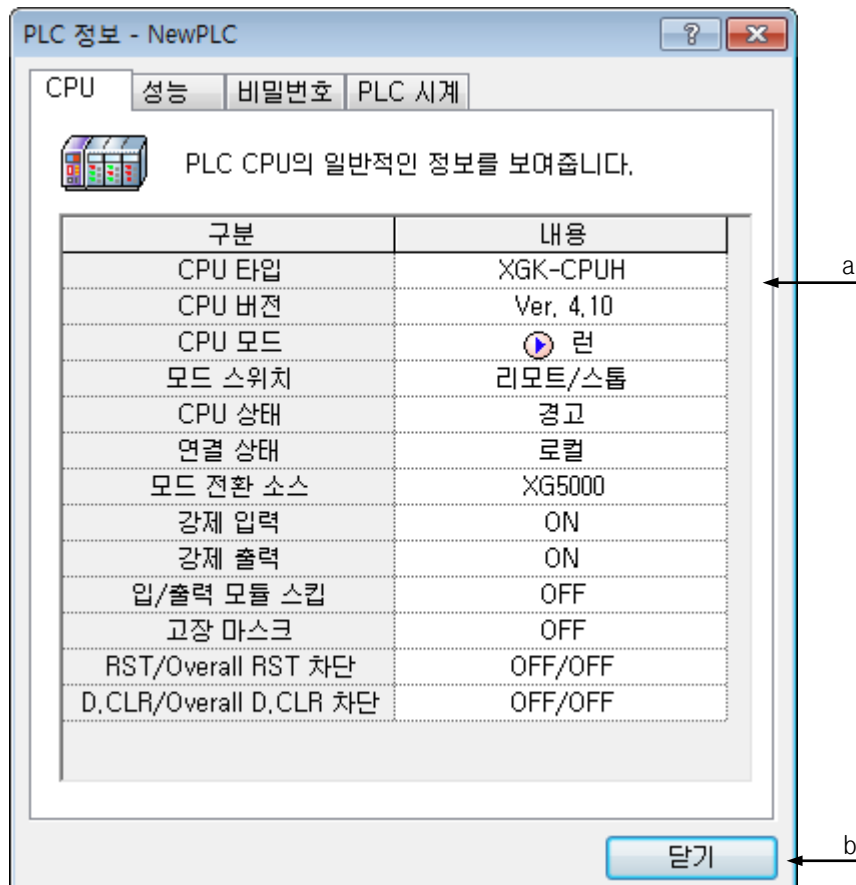 PLC 정보 - NewPLC
CPU 성능 비밀번호 PLC 시계
PLC CPU의 일반적인 정보를 보여줍니다.
구분 내용
CPU 타입 XGK-CPUH
CPU 버전 Ver. 4.10
CPU 모드 런
모드 스위치 리모트/스톱
CPU 상태 경고
연결 상태 로컬
모드 전환 소스 XG5000
강제 입력 ON
강제 출력 ON
입/출력 모듈 스킵 OFF
고장 마스크 OFF
RST/Overall RST 차단 OFF/OFF
D.CLR/Overall D.CLR 차단 OFF/OFF
a
닫기
b